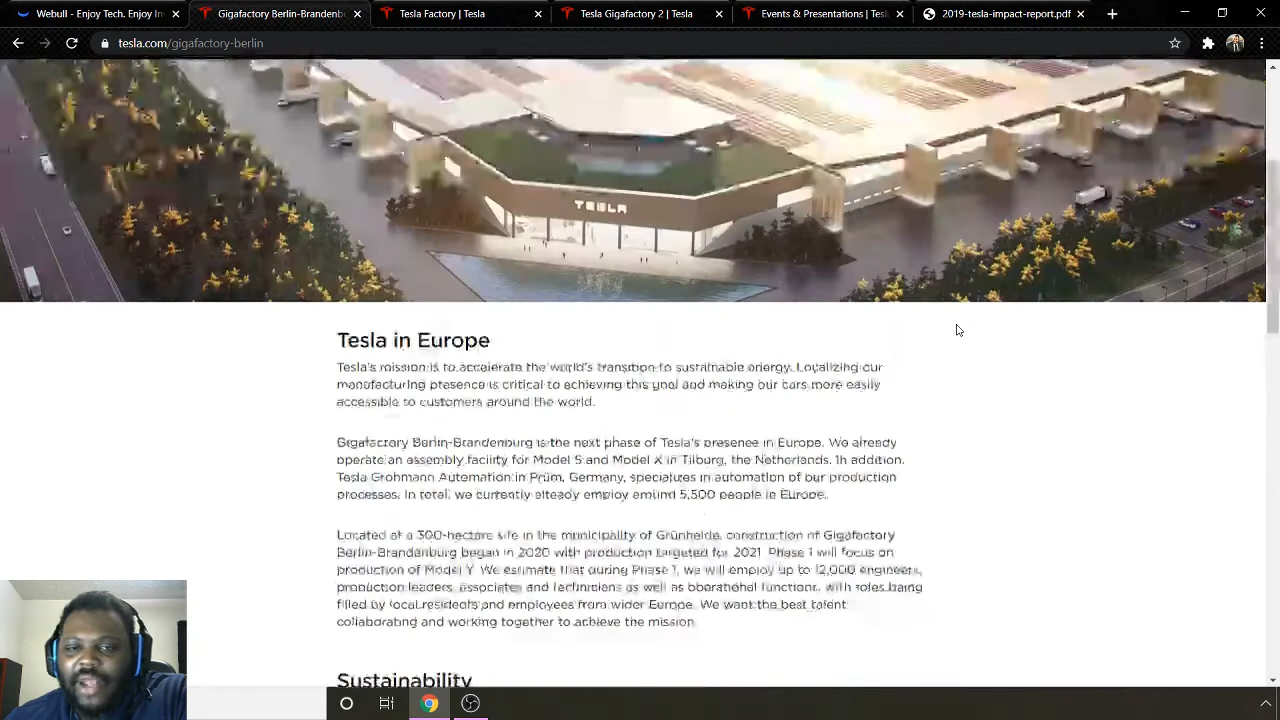 Webull - Enjoy Tech. Enjoy In
Gigafactory Berlin-Brandenb
Tesla Factory | Tesla
Tesla Gigafactory 2 | Tesla
Events & Presentations | Tesl
2019-tesla-impact-report.pdf
tesla.com/gigafactory-berlin
TESLA
Tesla in Europe
Tesla's mission is to accelerate the world's transition to sustainable energy. Localizing our
manufacturing presence is critical to achieving this goal and making our cars more easily
accessible to customers around the world.
Gigafactory Berlin-Brandenburg is the next phase of Tesla's presence in Europe. We already
operate an assembly facility for Model S and Model X in Tilburg, the Netherlands. In addition,
Tesla Grohmann Automation in Prüm, Germany, specializes in automation of our production
processes. In total, we currently already employ around 5,500 people in Europe.
Located at a 300-hectare site in the municipality of Grünheide, construction of Gigafactory
Berlin-Brandenburg began in 2020 with production targeted for 2021. Phase 1 will focus on
production of Model Y. We estimate that during Phase 1, we will employ up to 12,000 engineers,
production leaders, associates and technicians as well as operational functions, with roles being
filled by local residents and employees from wider Europe. We want the best talent
collaborating and working together to achieve the mission.
Sustainability